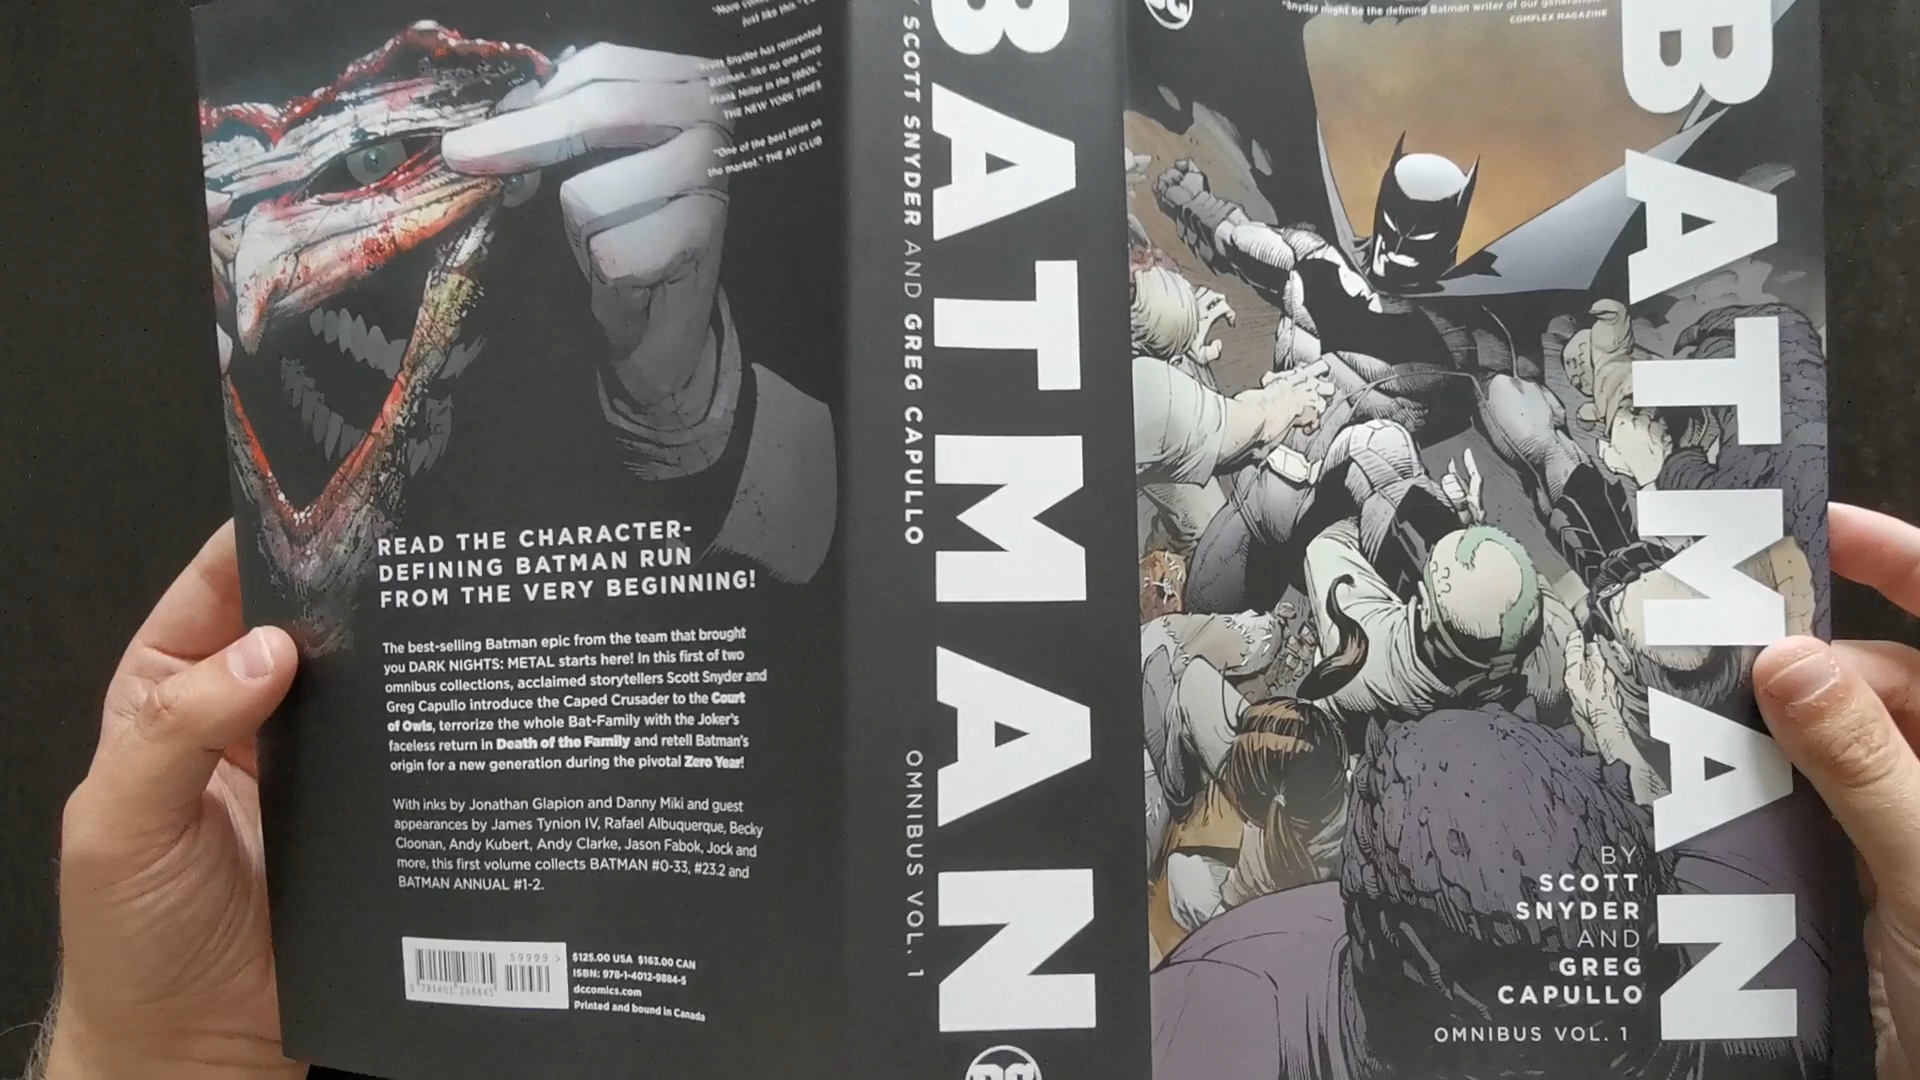 just like this."
Scott Snyder has reinvented
Batman...like no one since
Frank Miller in the 1980s."
THE NEW YORK TIMES
"One of the best titles on
the market." THE AV CLUB
READ THE CHARACTER-
DEFINING BATMAN RUN
FROM THE VERY BEGINNING!
The best-selling Batman epic from the team that brought
you DARK NIGHTS: METAL starts here! In this first of two
omnibus collections, acclaimed storytellers Scott Snyder and
Greg Capullo introduce the Caped Crusader to the Court
of Owls, terrorize the whole Bat-Family with the Joker's
faceless return in Death of the Family and retell Batman's
origin for a new generation during the pivotal Zero Year!
With inks by Jonathan Glapion and Danny Miki and guest
appearances by James Tynion IV, Rafael Albuquerque, Becky
Cloonan, Andy Kubert, Andy Clarke, Jason Fabok, Jock and
more, this first volume collects BATMAN #0-33, #23.2 and
BATMAN ANNUAL #1-2.
59999 >
9 781401 298845
$125.00 USA $163.00 CAN
ISBN: 978-1-4012-9884-5
dccomics.com
Printed and bound in Canada
SCOTT SNYDER AND GREG CAPULLO
OMNIBUS VOL. 1
BATMAN
DC
DC
"Snyder might be the defining Batman writer of our generation."
COMPLEX MAGAZINE
BATMAN
BY
SCOTT
SNYDER
AND
GREG
CAPULLO
OMNIBUS VOL. 1